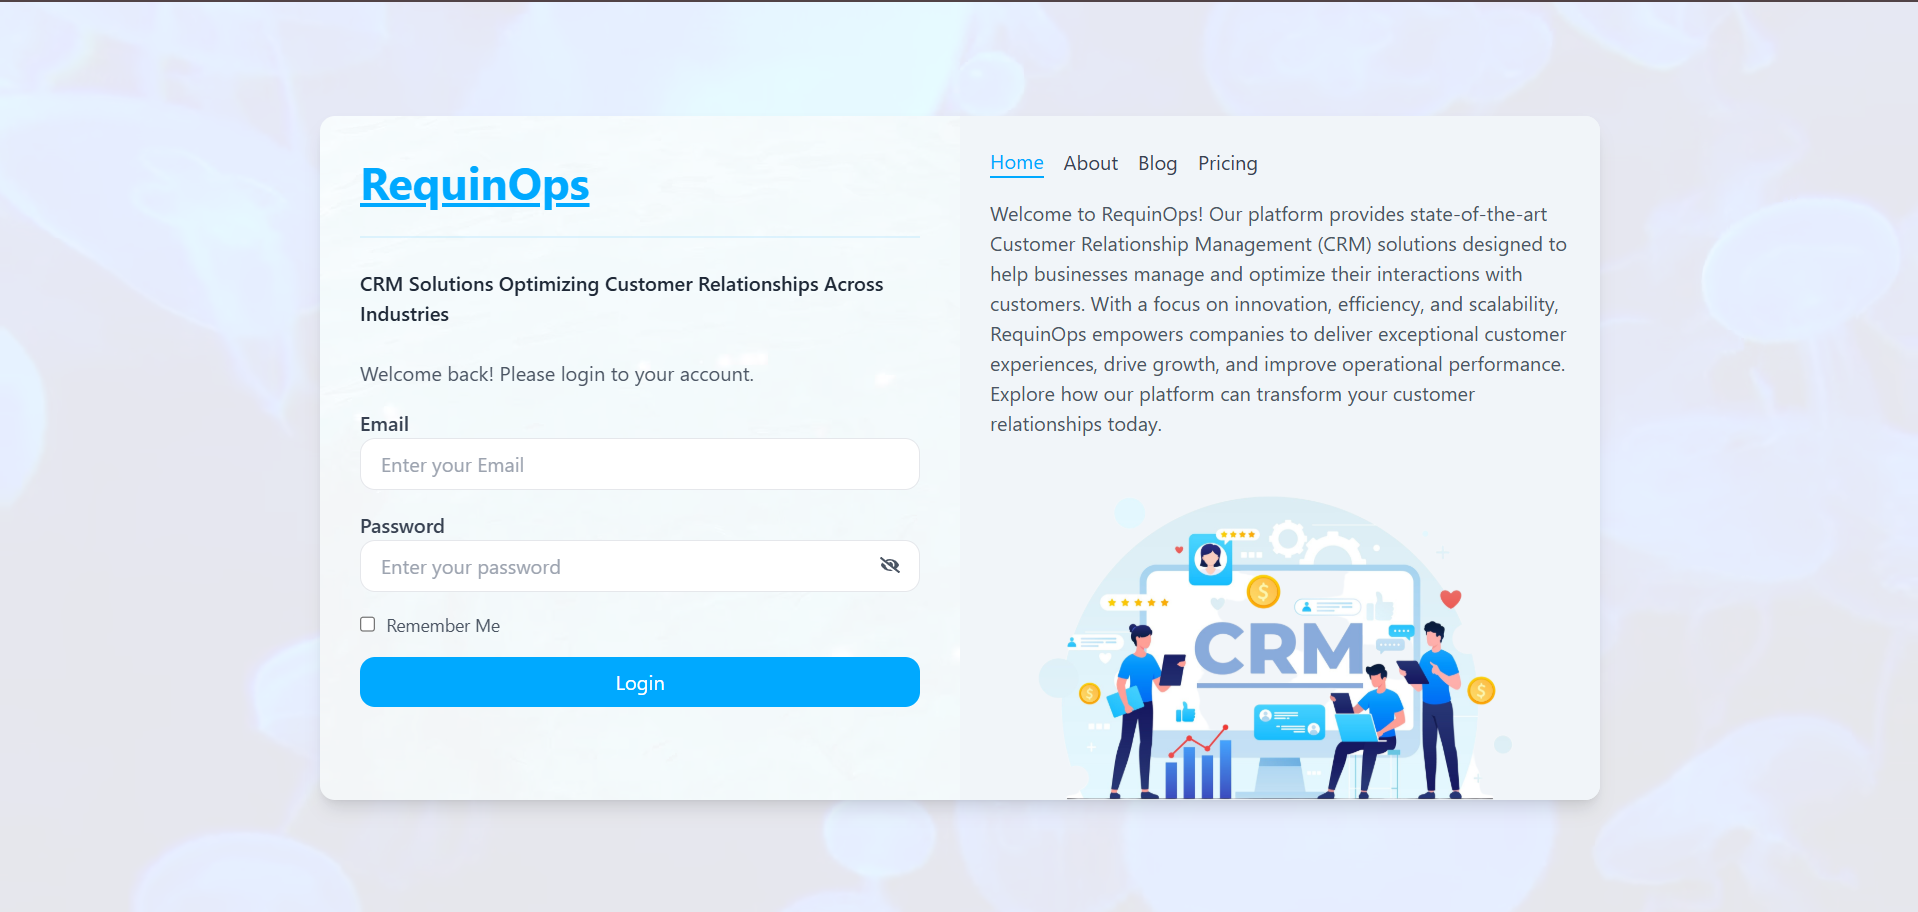 RequinOps
CRM Solutions Optimizing Customer Relationships Across
Industries
Welcome back! Please login to your account.
Email
Enter your Email
Password
Enter your password
Remember Me
Login
Home About Blog Pricing
Welcome to RequinOps! Our platform provides state-of-the-art
Customer Relationship Management (CRM) solutions designed to
help businesses manage and optimize their interactions with
customers. With a focus on innovation, efficiency, and scalability,
RequinOps empowers companies to deliver exceptional customer
experiences, drive growth, and improve operational performance.
Explore how our platform can transform your customer
relationships today.
$
CRM
$
$